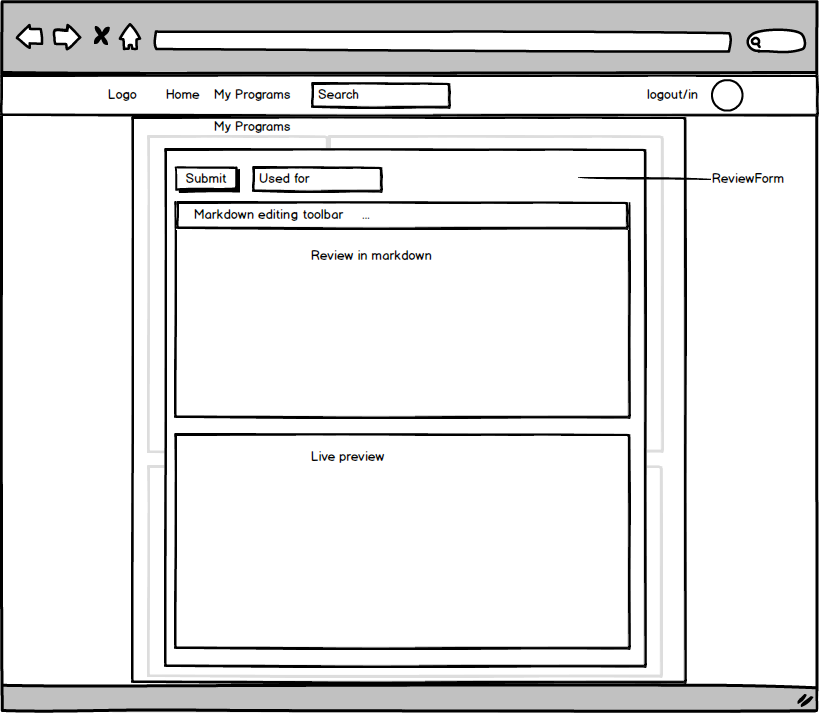 Logo Home My Programs Search logout/in
My Programs
Submit Used for ReviewForm
Markdown editing toolbar ...
Review in markdown
Live preview